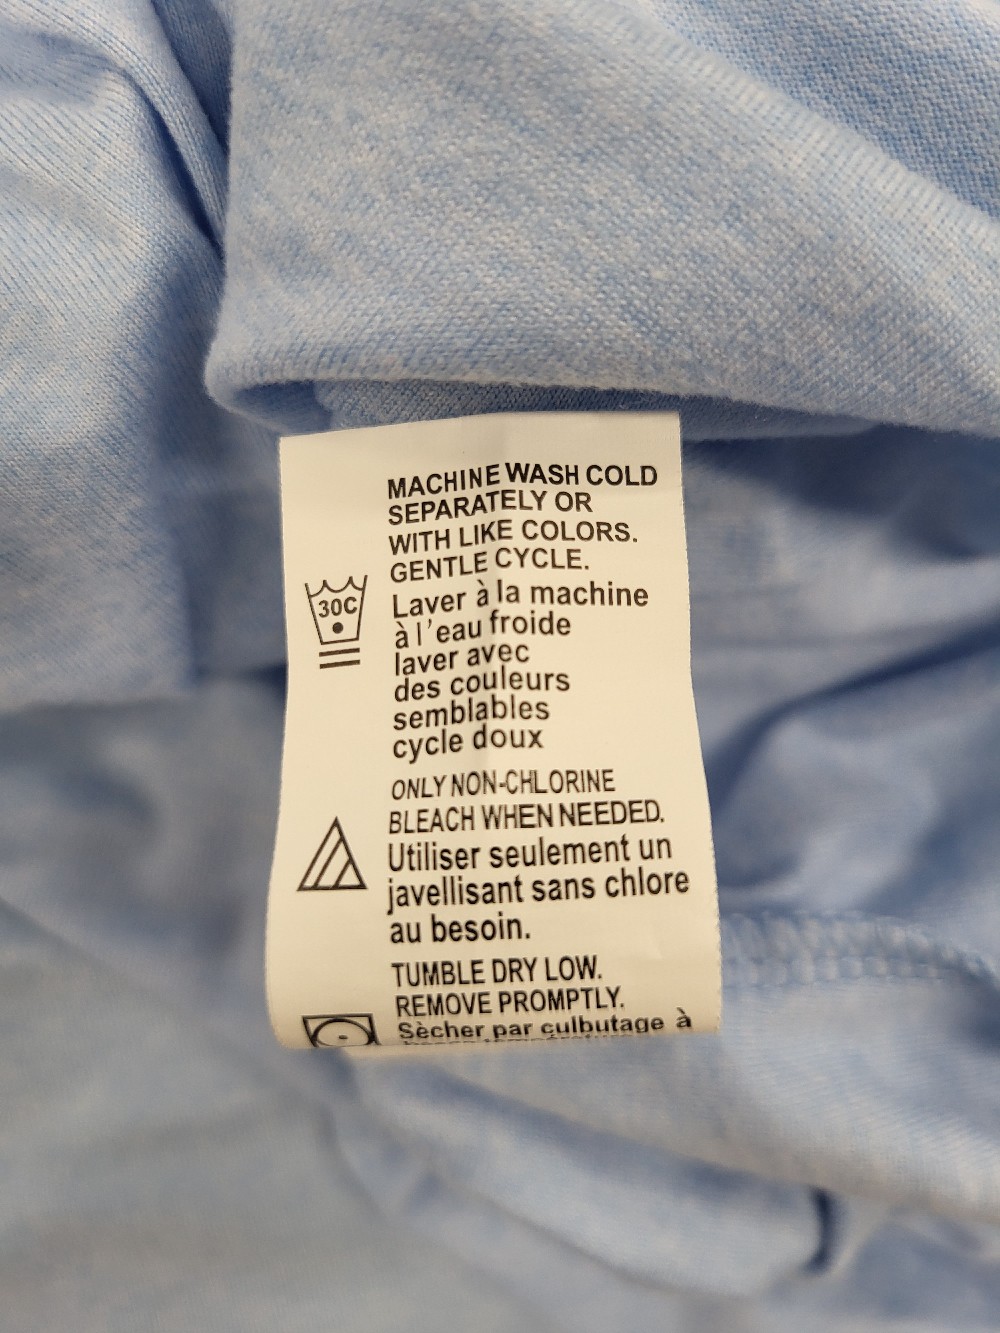 MACHINE WASH COLD
SEPARATELY OR
WITH LIKE COLORS.
GENTLE CYCLE.
30C
Laver à la machine
à l'eau froide
laver avec
des couleurs
semblables
cycle doux
ONLY NON-CHLORINE
BLEACH WHEN NEEDED.
Utiliser seulement un
javellisant sans chlore
au besoin.
TUMBLE DRY LOW.
REMOVE PROMPTLY.
Sècher par culbutage à